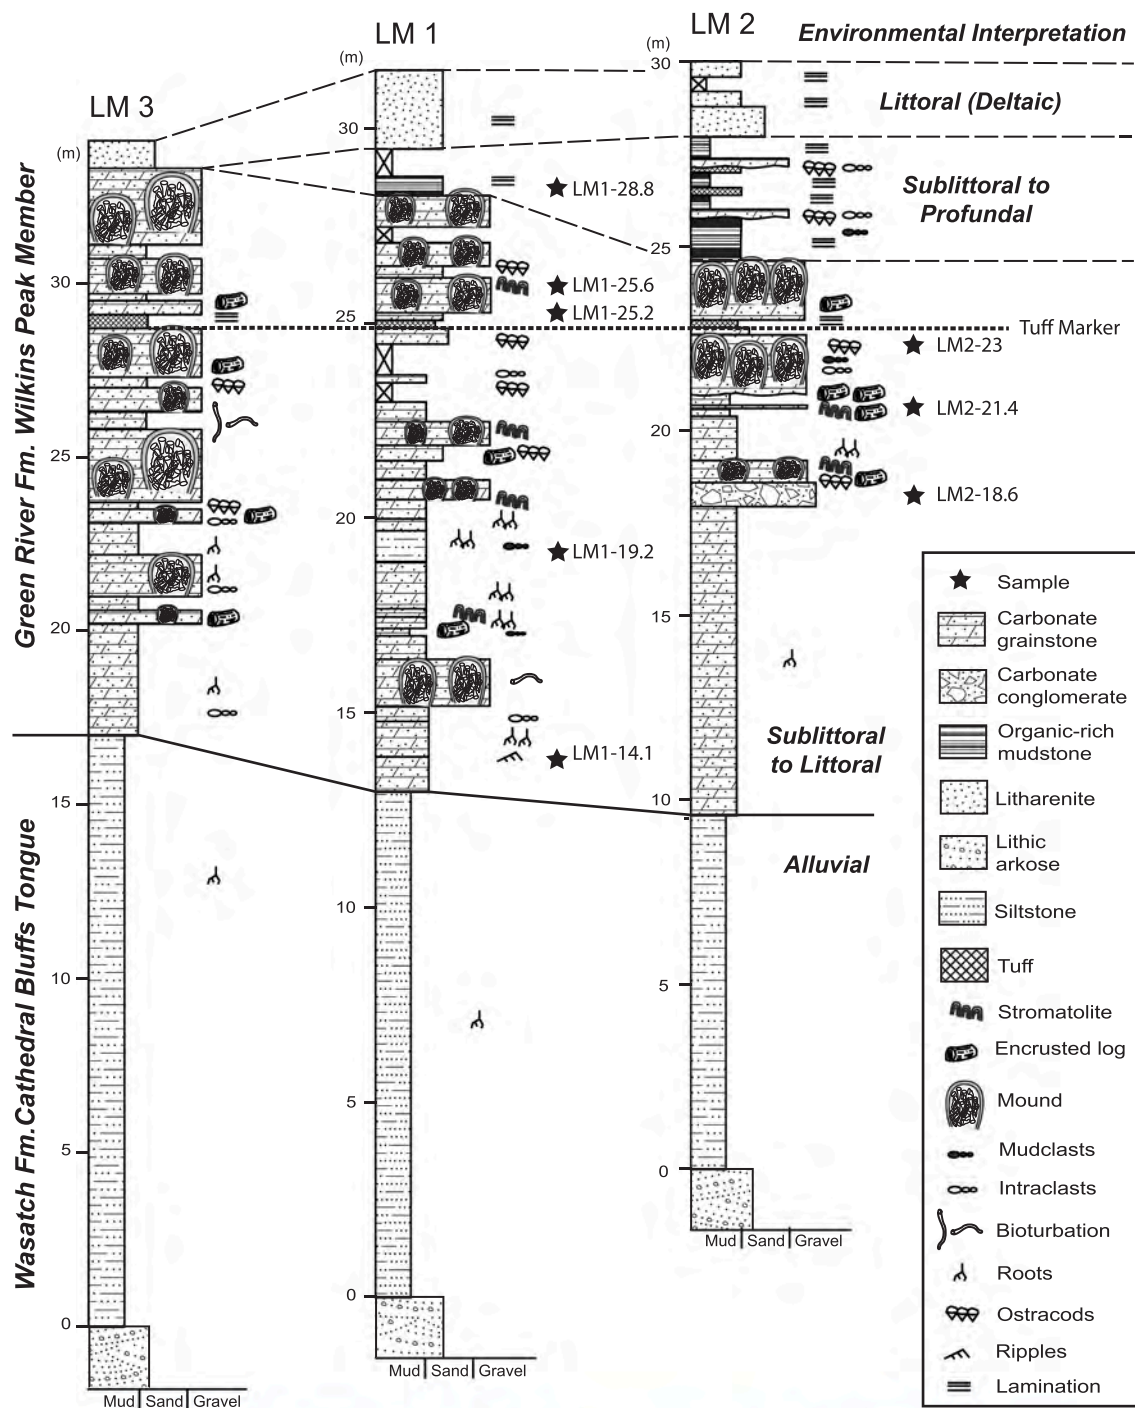 LM 3
LM 1
LM 2
Environmental Interpretation
(m)
30
25
20
15
10
5
0
Mud Sand Gravel
(m)
30
25
20
15
10
5
0
Mud Sand Gravel
(m)
30
25
20
15
10
5
0
Mud Sand Gravel
Green River Fm. Wilkins Peak Member
Wasatch Fm.Cathedral Bluffs Tongue
LM1-28.8
LM1-25.6
LM1-25.2
LM1-19.2
LM1-14.1
Littoral (Deltaic)
Sublittoral to
Profundal
Tuff Marker
LM2-23
LM2-21.4
LM2-18.6
Sublittoral
to Littoral
Alluvial
Sample
Carbonate
grainstone
Carbonate
conglomerate
Organic-rich
mudstone
Litharenite
Lithic
arkose
Siltstone
Tuff
Stromatolite
Encrusted log
Mound
Mudclasts
Intraclasts
Bioturbation
Roots
Ostracods
Ripples
Lamination